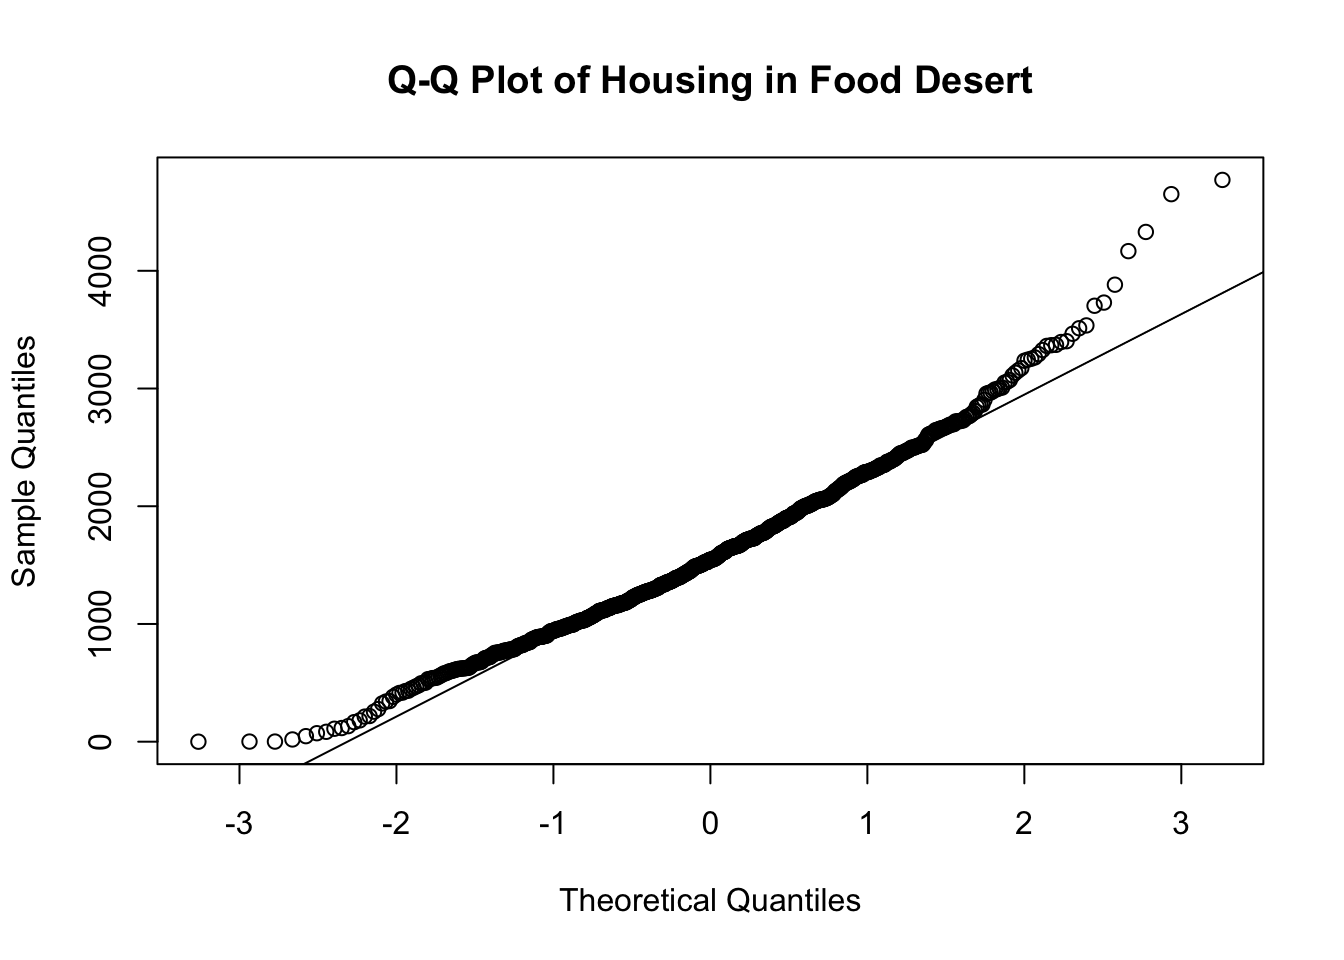 Q-Q Plot of Housing in Food Desert
Sample Quantiles
4000
3000
2000
1000
0
-3 -2 -1 0 1 2 3
Theoretical Quantiles